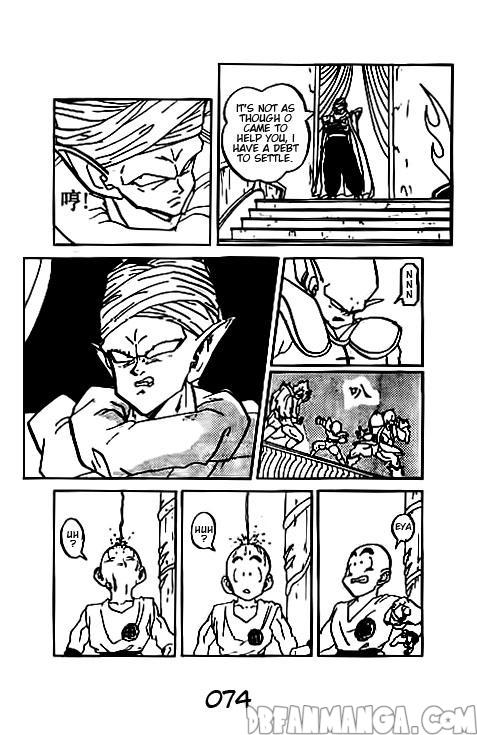 IT'S NOT AS
THOUGH O
CAME TO
HELP YOU, I
HAVE A DEBT
TO SETTLE.
哼!
NNN
叭
UH
?
HUH
?
EYA
074
DBFANMANGA.COM